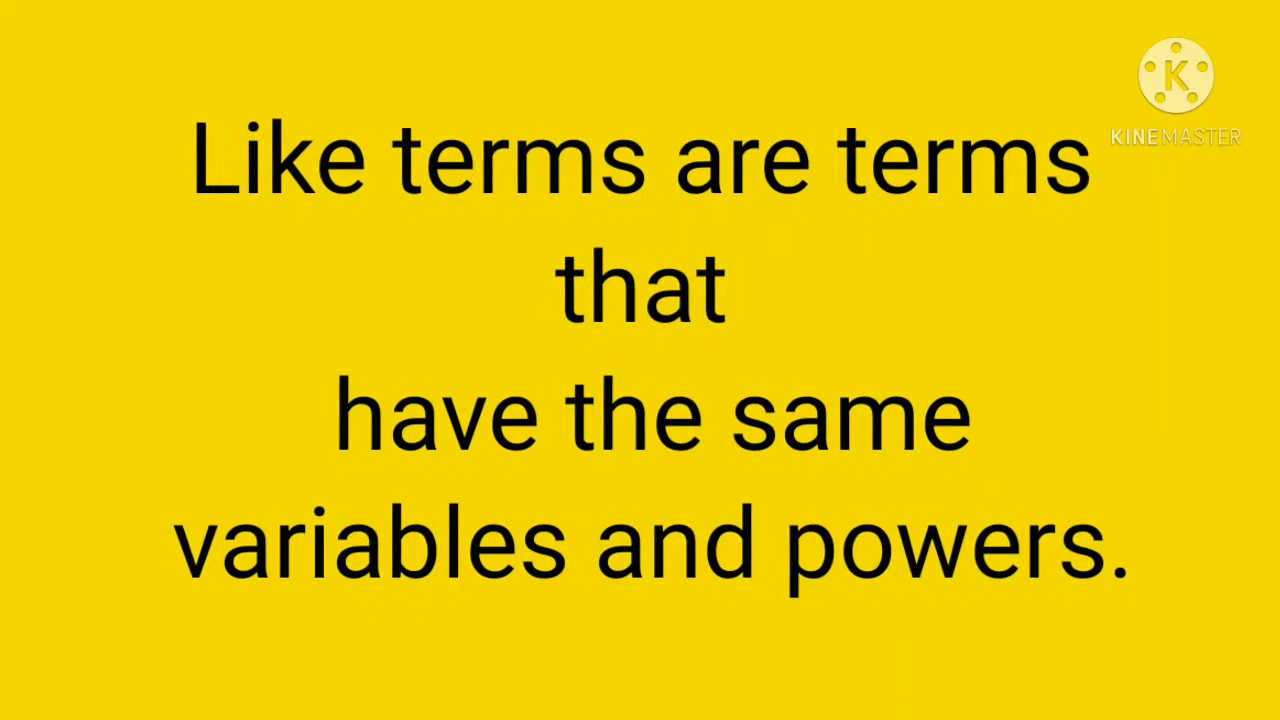 K
KINEMASTER
Like terms are terms
that
have the same
variables and powers.